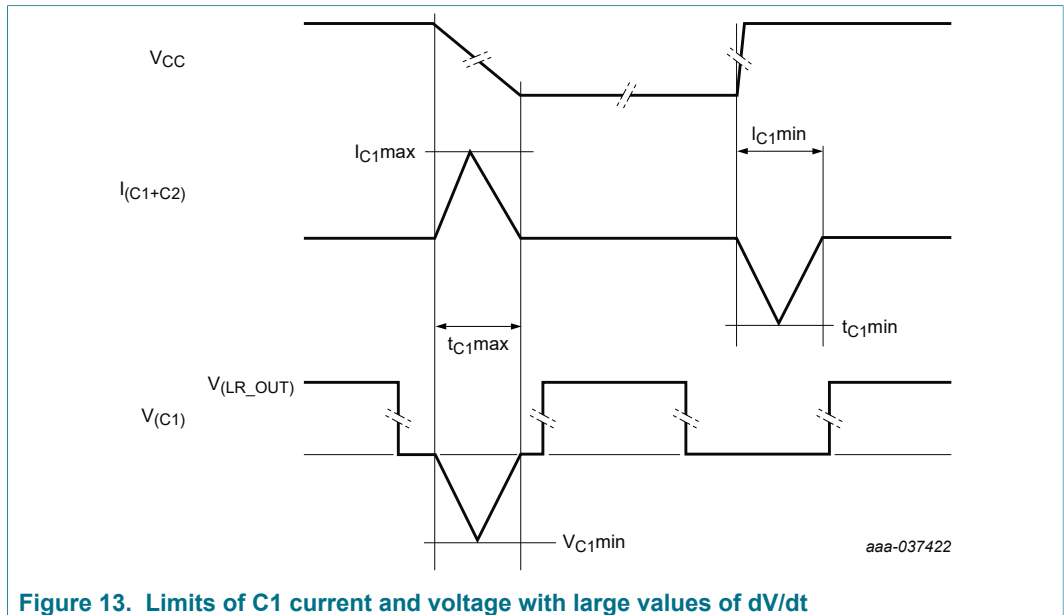 VCC
IC1max
IC1min
I(C1+C2)
tC1max
tC1min
V(LR_OUT)
V(C1)
VC1min
aaa-037422
Figure 13. Limits of C1 current and voltage with large values of dV/dt